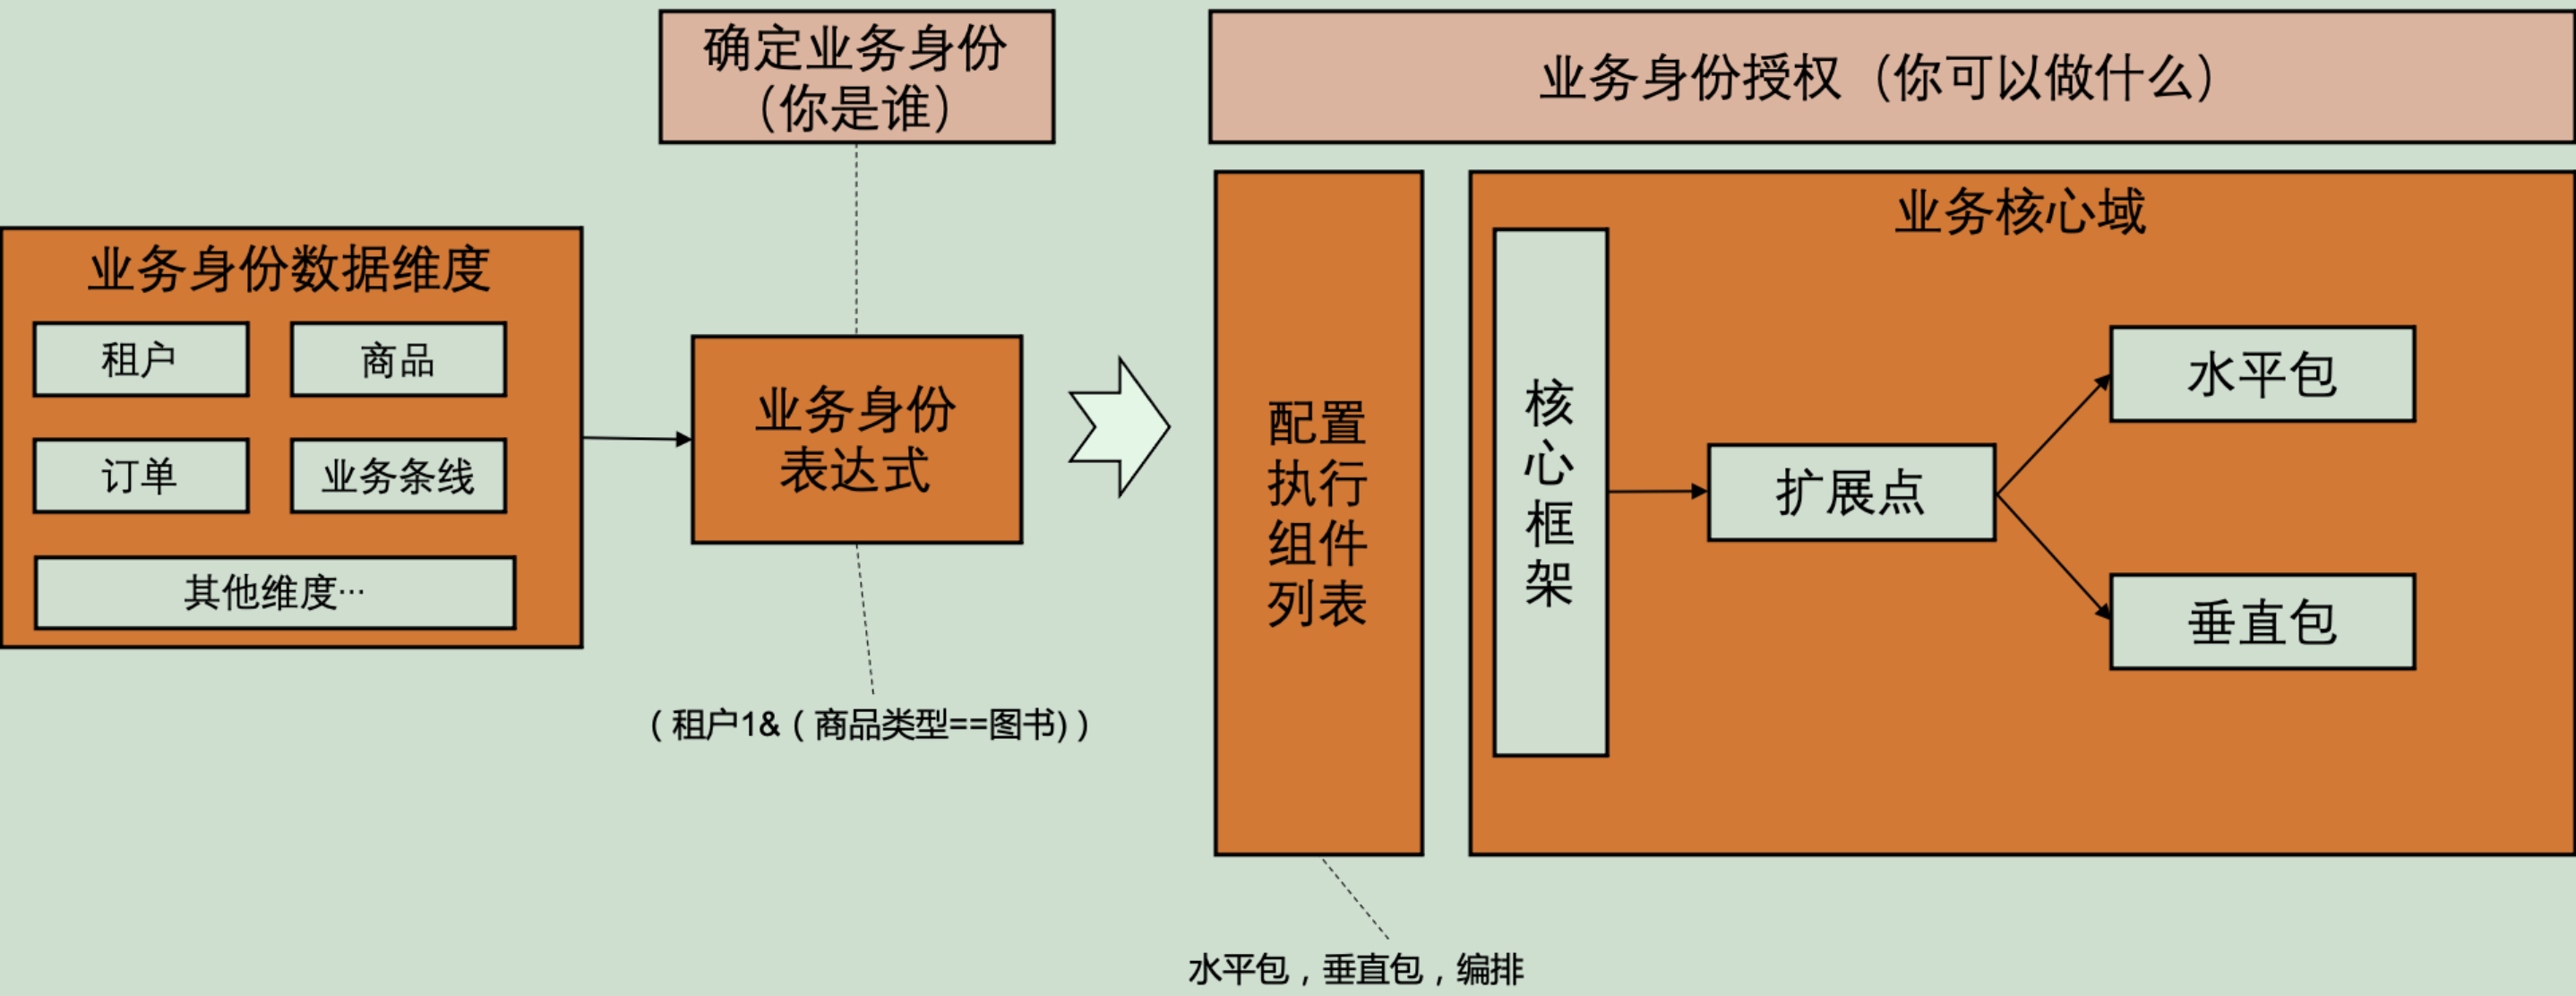 确定业务身份
（你是谁）
业务身份授权（你可以做什么）
业务身份数据维度
租户
商品
订单
业务条线
其他维度…
业务身份
表达式
（租户1&（商品类型==图书)）
配置
执行
组件
列表
水平包，垂直包，编排
业务核心域
核
心
框
架
扩展点
水平包
垂直包